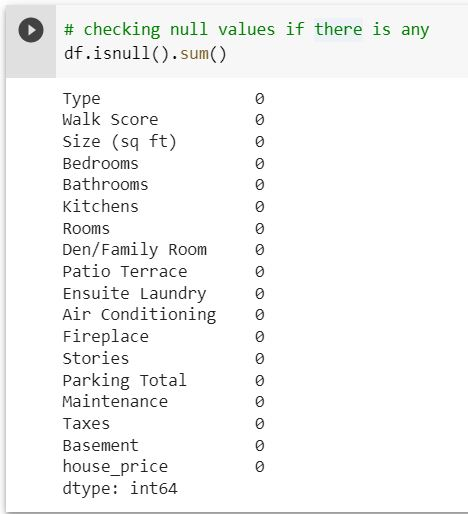 # checking null values if there is any
df.isnull().sum()
Type 0
Walk Score 0
Size (sq ft) 0
Bedrooms 0
Bathrooms 0
Kitchens 0
Rooms 0
Den/Family Room 0
Patio Terrace 0
Ensuite Laundry 0
Air Conditioning 0
Fireplace 0
Stories 0
Parking Total 0
Maintenance 0
Taxes 0
Basement 0
house_price 0
dtype: int64